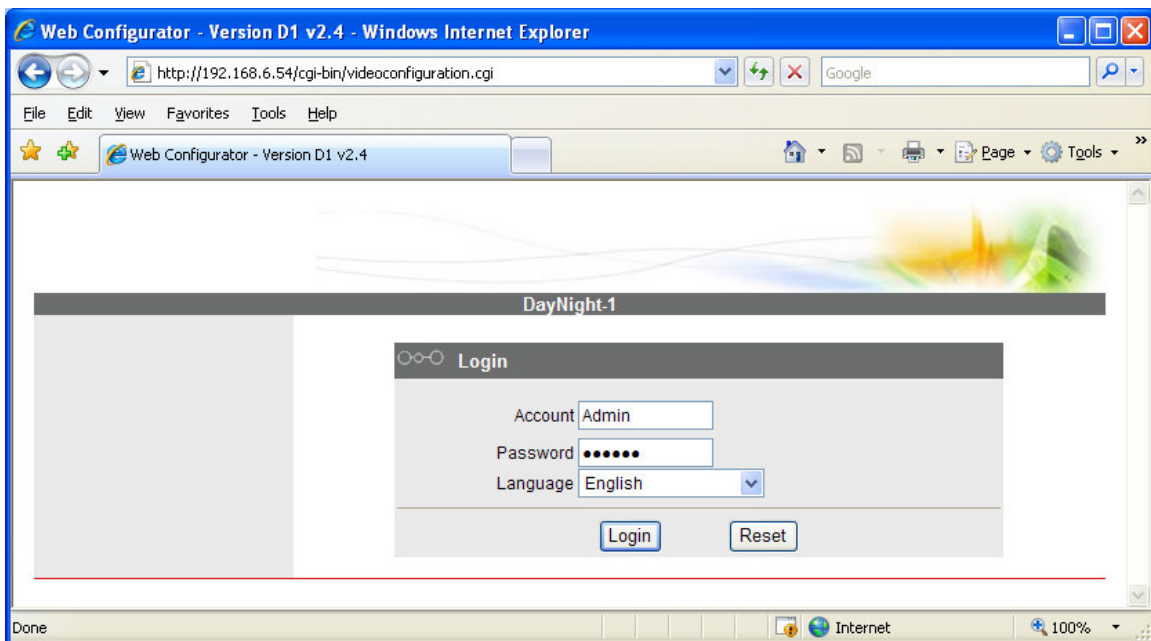 Web Configurator - Version D1 v2.4 - Windows Internet Explorer
http://192.168.6.54/cgi-bin/videoconfiguration.cgi
Google
File Edit View Favorites Tools Help
Web Configurator - Version D1 v2.4
Page Tools »
DayNight-1
Login
Account Admin
Password ••••••
Language English
Login Reset
Done Internet 100%